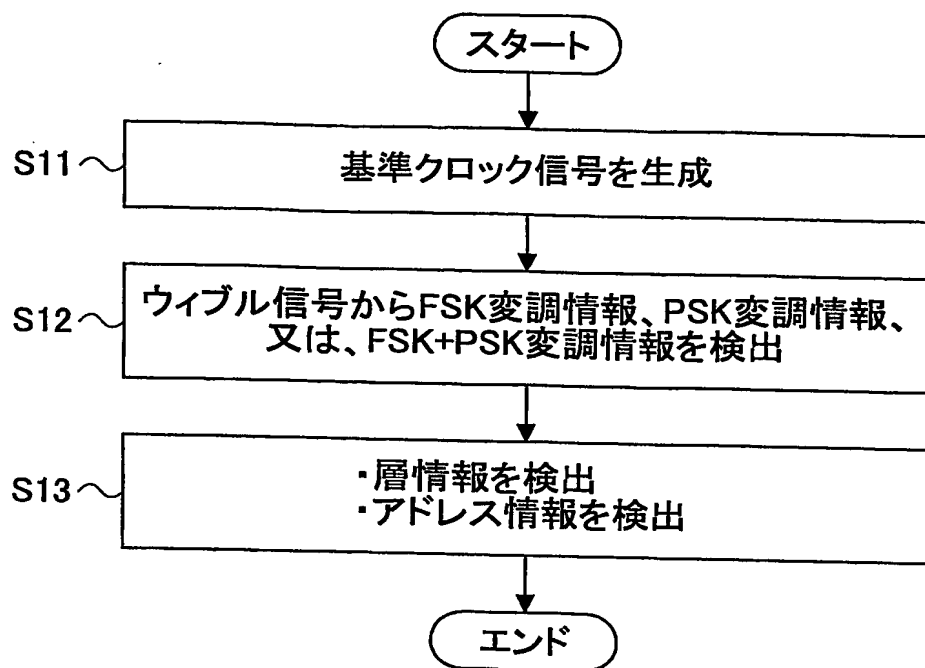 スタート
S11
基準クロック信号を生成
S12
ウィブル信号からFSK変調情報、PSK変調情報、
又は、FSK+PSK変調情報を検出
S13
・層情報を検出
・アドレス情報を検出
エンド